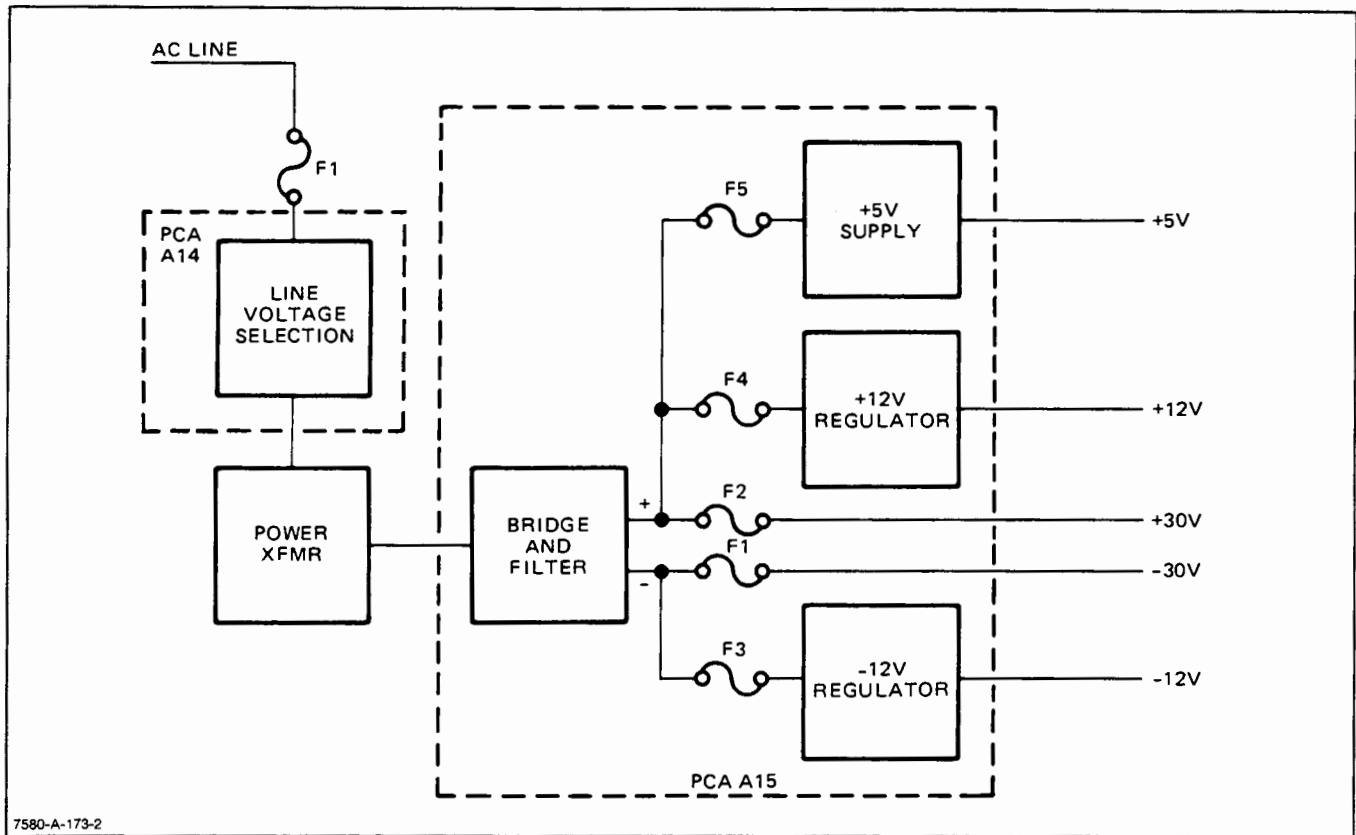 AC LINE
F1
PCA
A14
LINE
VOLTAGE
SELECTION
POWER
XFMR
BRIDGE
AND
FILTER
+
-
F5
+5V
SUPPLY
+5V
F4
+12V
REGULATOR
+12V
F2
+30V
F1
-30V
F3
-12V
REGULATOR
-12V
PCA A15
7580-A-173-2